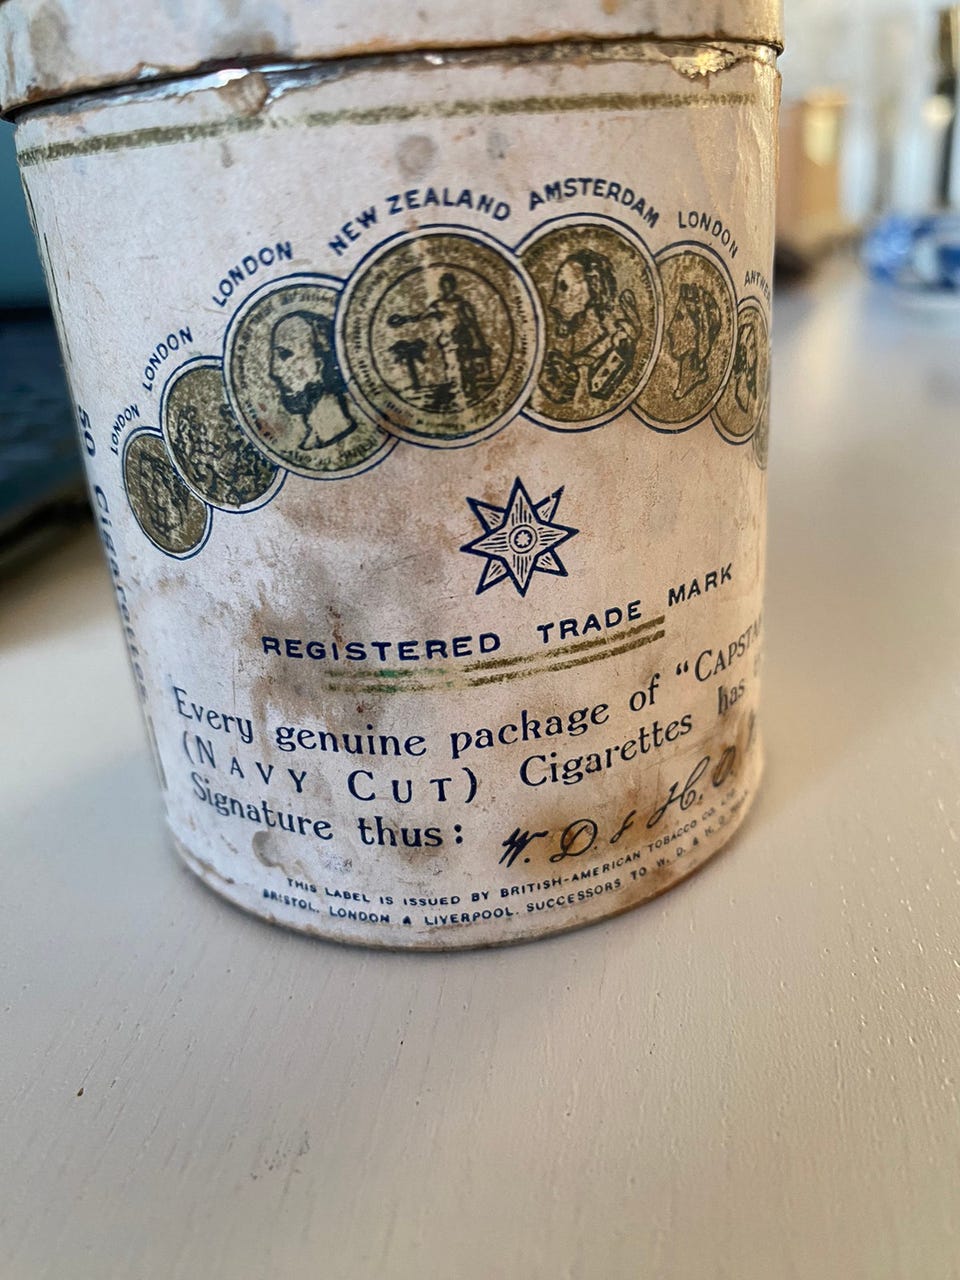 LONDON
LONDON
LONDON
NEW ZEALAND
AMSTERDAM
LONDON
50 Cigarettes
REGISTERED TRADE MARK
Every genuine package of "CAPSTA
(NAVY CUT) Cigarettes has
Signature thus: W. D. & H. O.
THIS LABEL IS ISSUED BY BRITISH-AMERICAN TOBACCO CO. LTD
BRISTOL, LONDON & LIVERPOOL. SUCCESSORS TO W. D. & H. O.